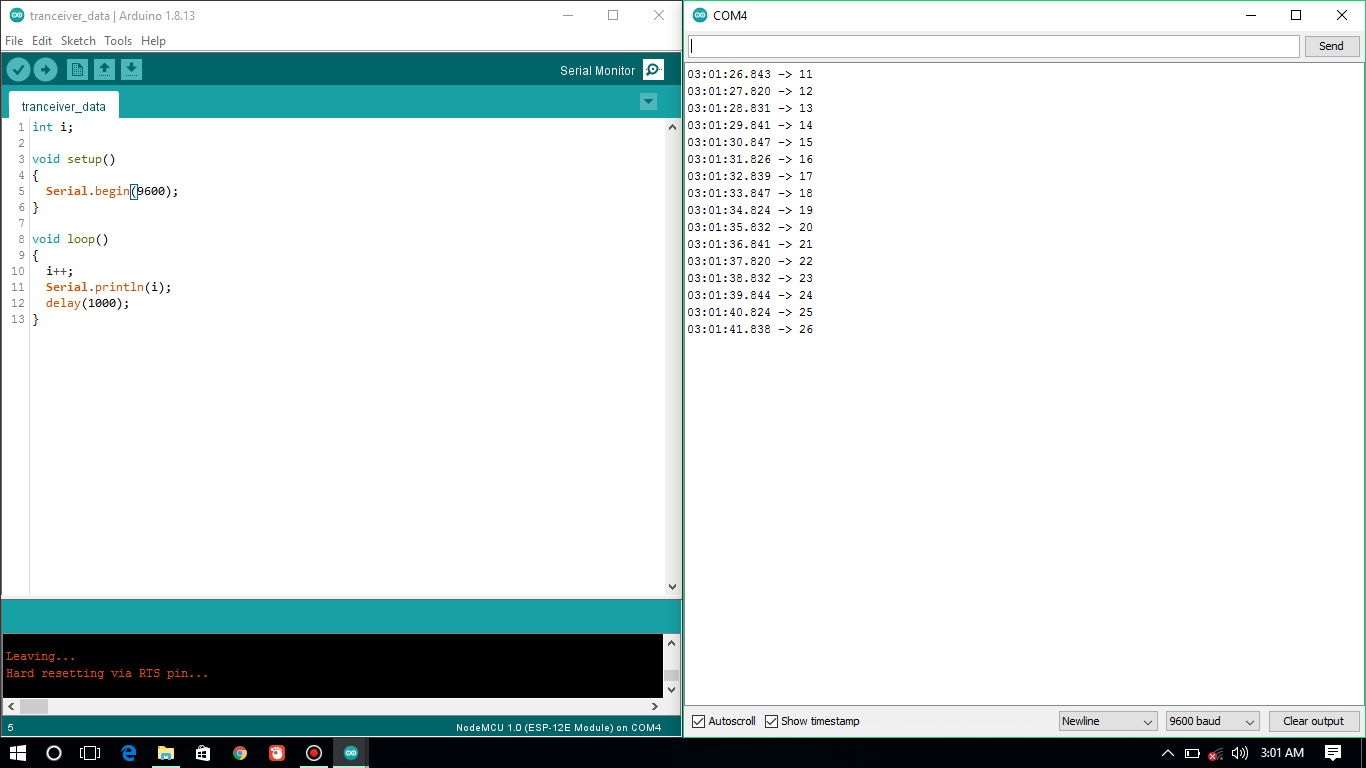 tranceiver_data | Arduino 1.8.13
File Edit Sketch Tools Help
Serial Monitor
tranceiver_data
1 int i;
2
3 void setup()
4 {
5   Serial.begin(9600);
6 }
7
8 void loop()
9 {
10   i++;
11   Serial.println(i);
12   delay(1000);
13 }
Leaving...
Hard resetting via RTS pin...
5 NodeMCU 1.0 (ESP-12E Module) on COM4
COM4
Send
03:01:26.843 -> 11
03:01:27.820 -> 12
03:01:28.831 -> 13
03:01:29.841 -> 14
03:01:30.847 -> 15
03:01:31.826 -> 16
03:01:32.839 -> 17
03:01:33.847 -> 18
03:01:34.824 -> 19
03:01:35.832 -> 20
03:01:36.841 -> 21
03:01:37.820 -> 22
03:01:38.832 -> 23
03:01:39.844 -> 24
03:01:40.824 -> 25
03:01:41.838 -> 26
Autoscroll Show timestamp Newline 9600 baud Clear output
3:01 AM